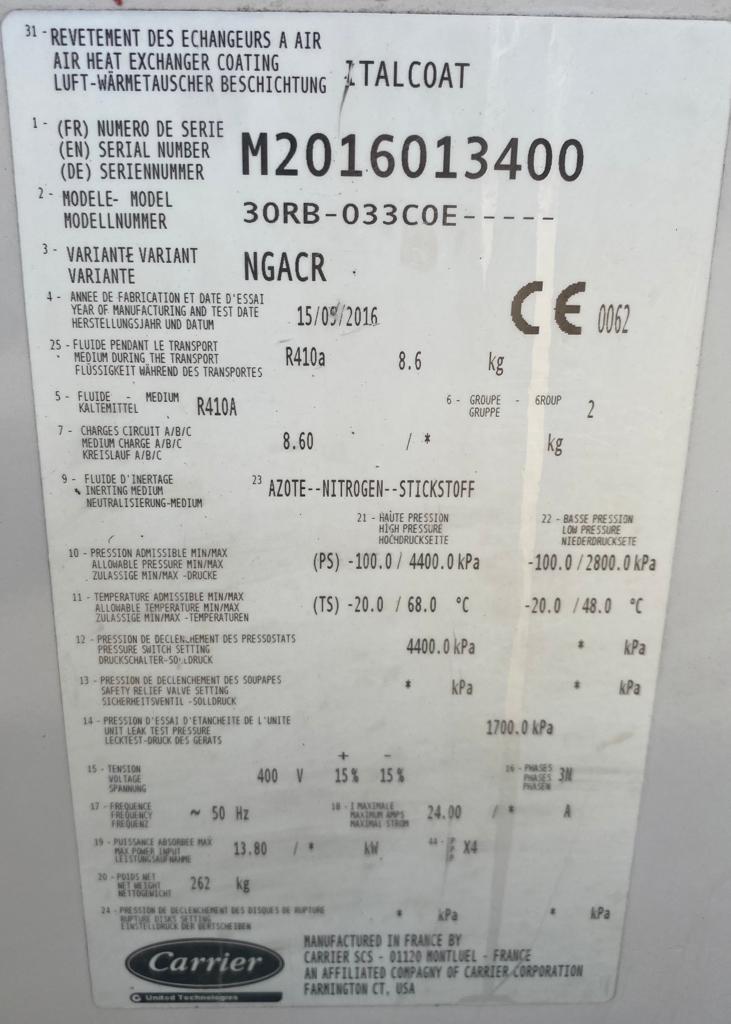 31 - REVETEMENT DES ECHANGEURS A AIR
AIR HEAT EXCHANGER COATING
LUFT-WÄRMETAUSCHER BESCHICHTUNG
ITALCOAT
1 - (FR) NUMERO DE SERIE
(EN) SERIAL NUMBER
(DE) SERIENNUMMER
M2016013400
2 - MODELE- MODEL
MODELLNUMMER
30RB-033C0E-----
3 - VARIANTE VARIANT
VARIANTE
NGACR
4 - ANNEE DE FABRICATION ET DATE D'ESSAI
YEAR OF MANUFACTURING AND TEST DATE
HERSTELLUNGSJAHR UND DATUM
15/09/2016
CE 0062
25 - FLUIDE PENDANT LE TRANSPORT
MEDIUM DURING THE TRANSPORT
FLÜSSIGKEIT WÄHREND DES TRANSPORTES
R410a 8.6 kg
5 - FLUIDE - MEDIUM
KALTEMITTEL
R410A
6 - GROUPE - GROUP
GRUPPE
2
7 - CHARGES CIRCUIT A/B/C
MEDIUM CHARGE A/B/C
KREISLAUF A/B/C
8.60 / * kg
9 - FLUIDE D'INERTAGE
INERTING MEDIUM
NEUTRALISIERUNG-MEDIUM
23 AZOTE--NITROGEN--STICKSTOFF
21 - HAUTE PRESSION
HIGH PRESSURE
HOCHDRUCKSEITE
22 - BASSE PRESSION
LOW PRESSURE
NIEDERDRUCKSETE
10 - PRESSION ADMISSIBLE MIN/MAX
ALLOWABLE PRESSURE MIN/MAX
ZULASSIGE MIN/MAX -DRUCKE
(PS) -100.0 / 4400.0 kPa -100.0 / 2800.0 kPa
11 - TEMPERATURE ADMISSIBLE MIN/MAX
ALLOWABLE TEMPERATURE MIN/MAX
ZULASSIGE MIN/MAX -TEMPERATUREN
(TS) -20.0 / 68.0 °C -20.0 / 48.0 °C
12 - PRESSION DE DECLENCHEMENT DES PRESSOSTATS
PRESSURE SWITCH SETTING
DRUCKSCHALTER-SOLLDRUCK
4400.0 kPa * kPa
13 - PRESSION DE DECLENCHEMENT DES SOUPAPES
SAFETY RELIEF VALVE SETTING
SICHERHEITSVENTIL -SOLLDRUCK
* kPa * kPa
14 - PRESSION D'ESSAI D'ETANCHEITE DE L'UNITE
UNIT LEAK TEST PRESSURE
LECKTEST-DRUCK DES GERATS
1700.0 kPa
15 - TENSION
VOLTAGE
SPANNUNG
+ -
400 V 15% 15%
16 - PHASES
PHASES
PHASEN
3N
17 - FREQUENCE
FREQUENCY
FREQUENZ
~ 50 Hz
18 - I MAXIMALE
MAXIMUM AMPS
MAXIMAL STROM
24.00 / * A
19 - PUISSANCE ABSORBEE MAX
MAX POWER INPUT
LEISTUNGSAUFNAHME
13.80 / * kW
44 - I
P
P
X4
20 - POIDS NET
NET WEIGHT
NETTOGEWICHT
262 kg
24 - PRESSION DE DECLENCHEMENT DES DISQUES DE RUPTURE
RUPTURE DISKS SETTING
EINSTELLDRUCK DER BERTSCHEIBEN
* kPa * kPa
Carrier
United Technologies
MANUFACTURED IN FRANCE BY
CARRIER SCS - 01120 MONTLUEL - FRANCE
AN AFFILIATED COMPAGNY OF CARRIER CORPORATION
FARMINGTON CT. USA